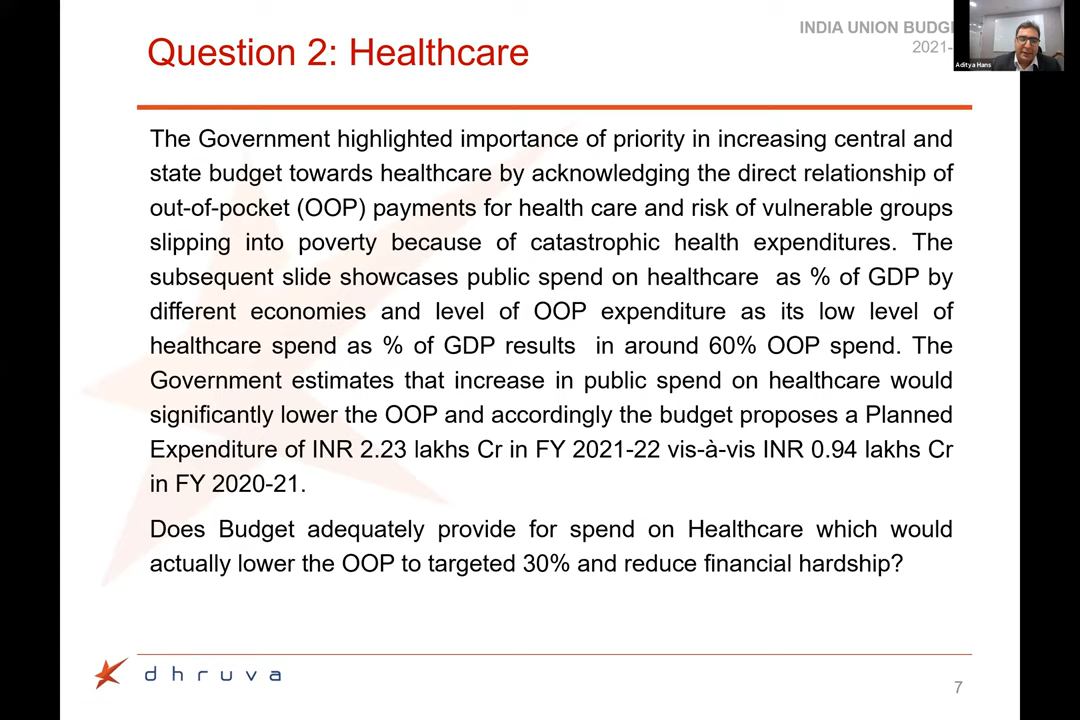 Question 2: Healthcare
INDIA UNION
2021-
Aditya Hans
The Government highlighted importance of priority in increasing central and
state budget towards healthcare by acknowledging the direct relationship of
out-of-pocket (OOP) payments for health care and risk of vulnerable groups
slipping into poverty because of catastrophic health expenditures. The
subsequent slide showcases public spend on healthcare as % of GDP by
different economies and level of OOP expenditure as its low level of
healthcare spend as % of GDP results in around 60% OOP spend. The
Government estimates that increase in public spend on healthcare would
significantly lower the OOP and accordingly the budget proposes a Planned
Expenditure of INR 2.23 lakhs Cr in FY 2021-22 vis-à-vis INR 0.94 lakhs Cr
in FY 2020-21.
Does Budget adequately provide for spend on Healthcare which would
actually lower the OOP to targeted 30% and reduce financial hardship?
dhruva
7